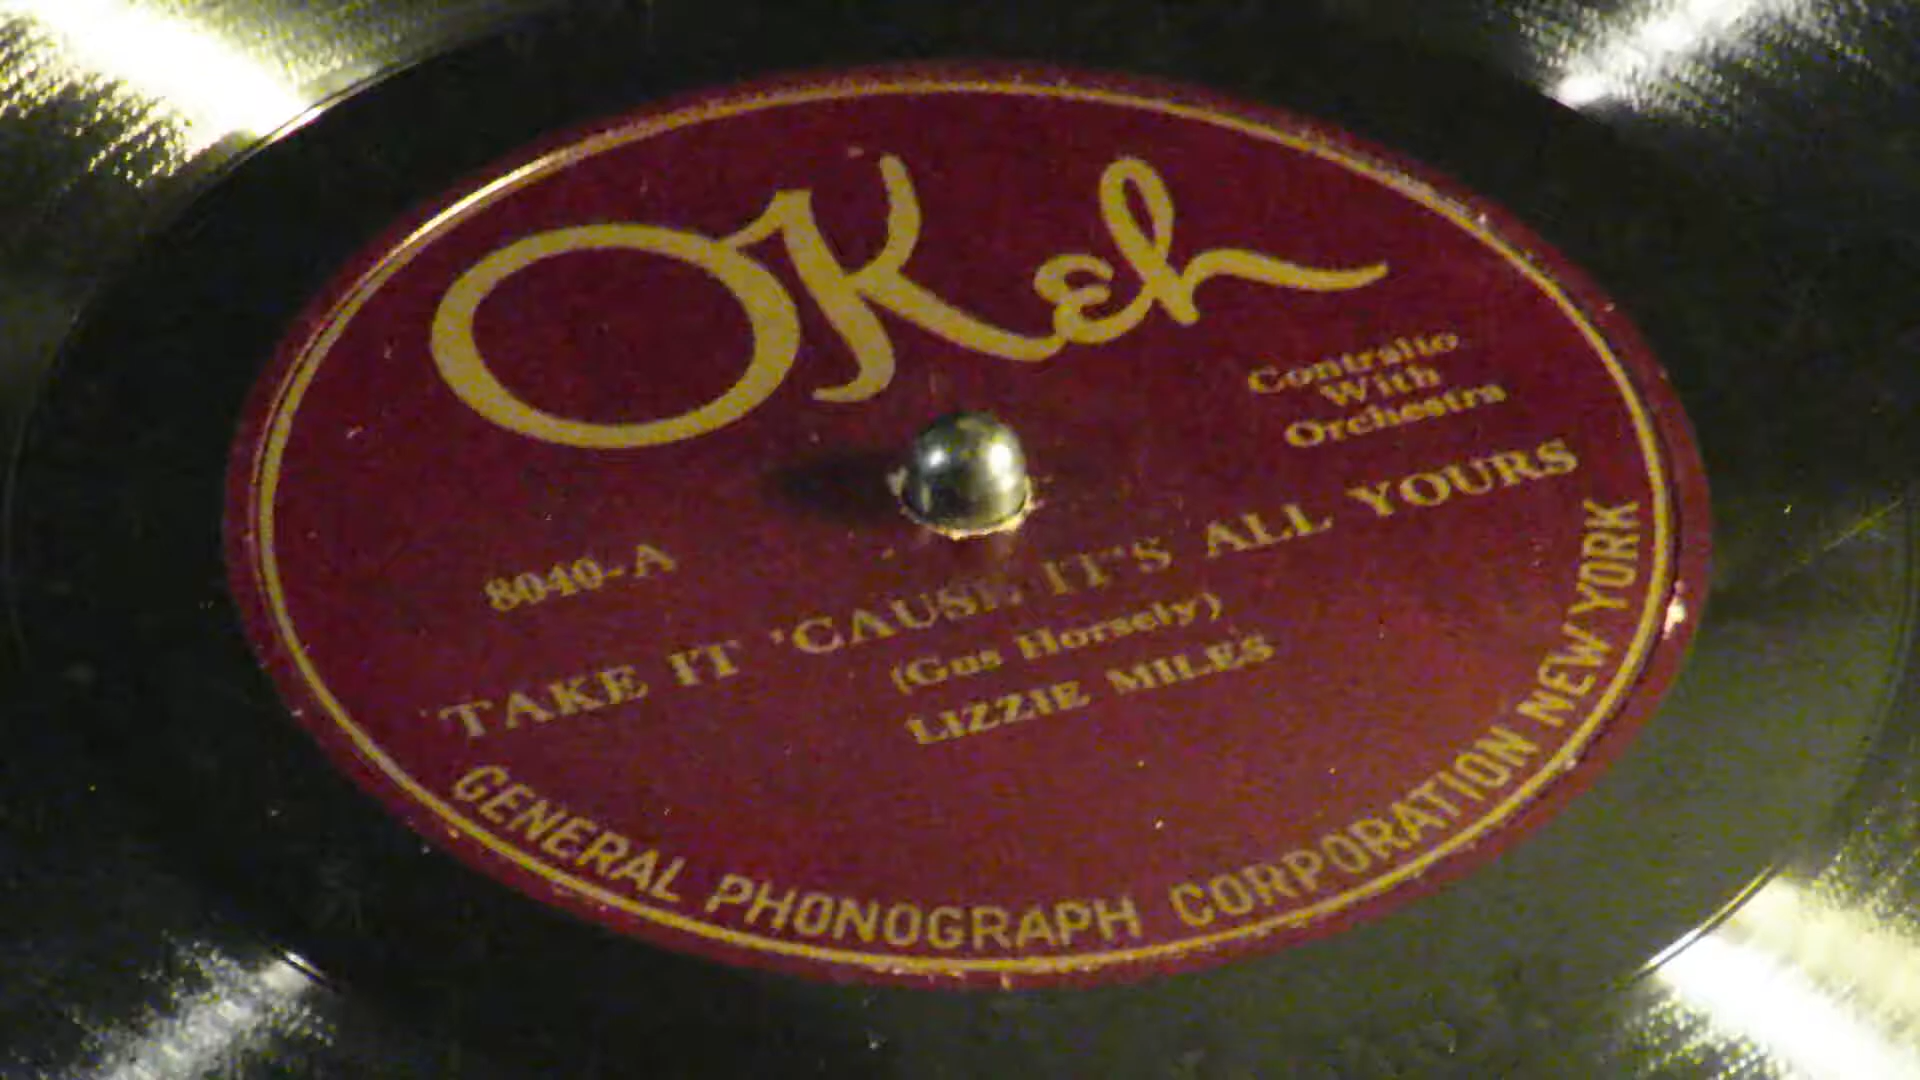 OKeh
Contralto
With
Orchestra
8040-A
TAKE IT 'CAUSE IT'S ALL YOURS
(Gus Horsely)
LIZZIE MILES
GENERAL PHONOGRAPH CORPORATION NEW YORK